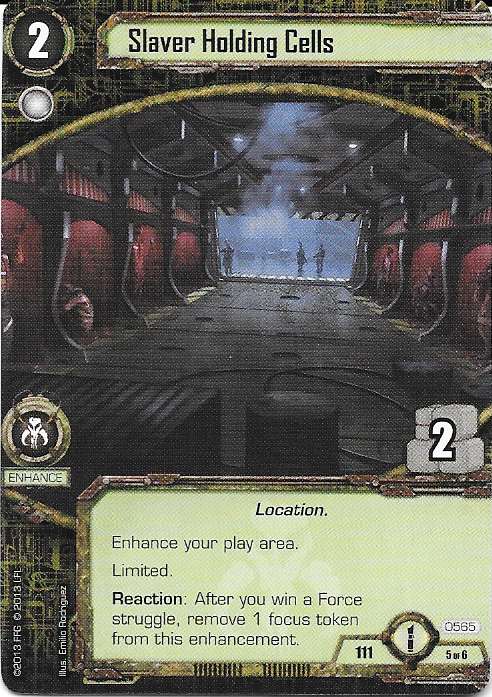 2
Slaver Holding Cells
ENHANCE
2
Location.
Enhance your play area.
Limited.
Reaction: After you win a Force
struggle, remove 1 focus token
from this enhancement.
©2013 FFG © 2013 LFL
Illus. Emilio Rodriguez
0565
111
5 OF 6